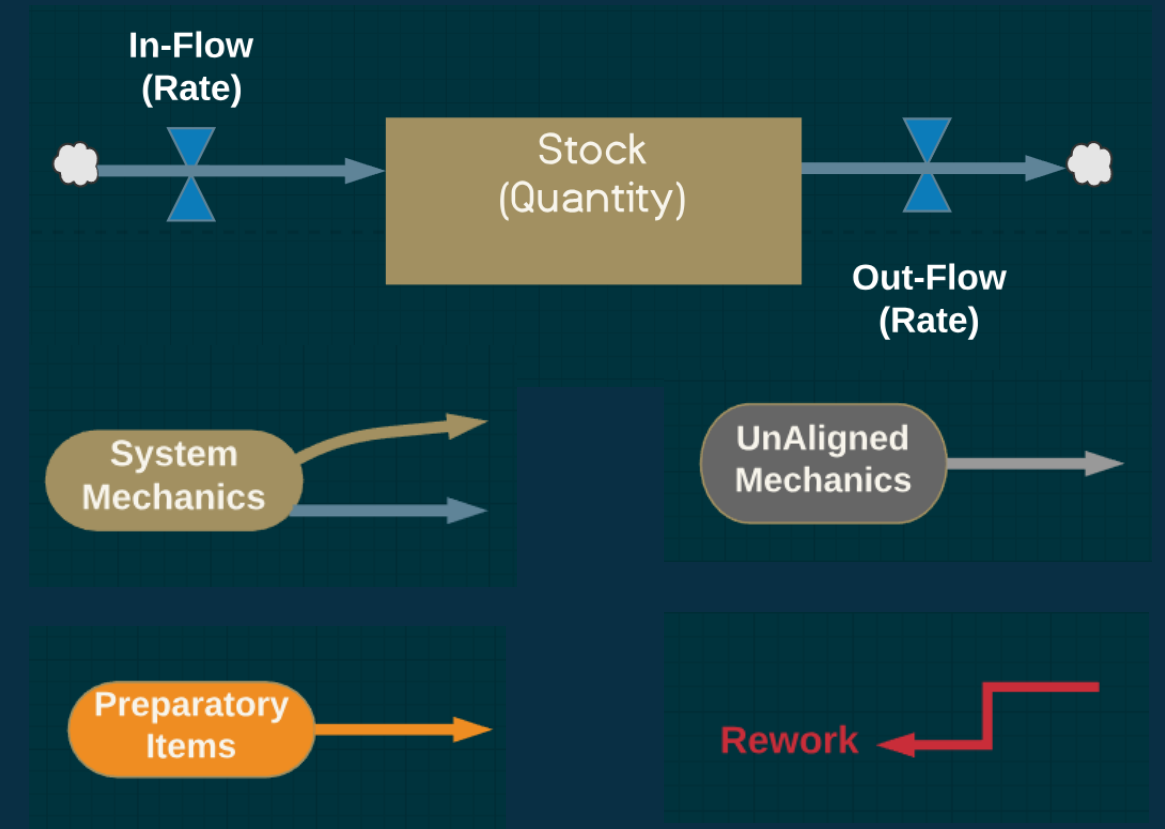 In-Flow
(Rate)
Stock
(Quantity)
Out-Flow
(Rate)
System
Mechanics
UnAligned
Mechanics
Preparatory
Items
Rework